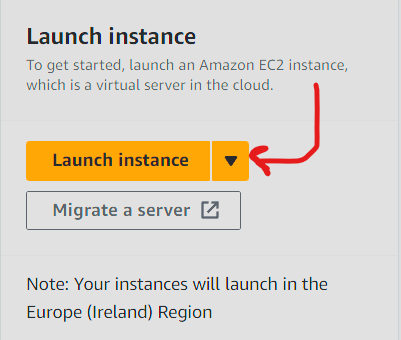 Launch instance
To get started, launch an Amazon EC2 instance,
which is a virtual server in the cloud.
Launch instance
Migrate a server
Note: Your instances will launch in the
Europe (Ireland) Region